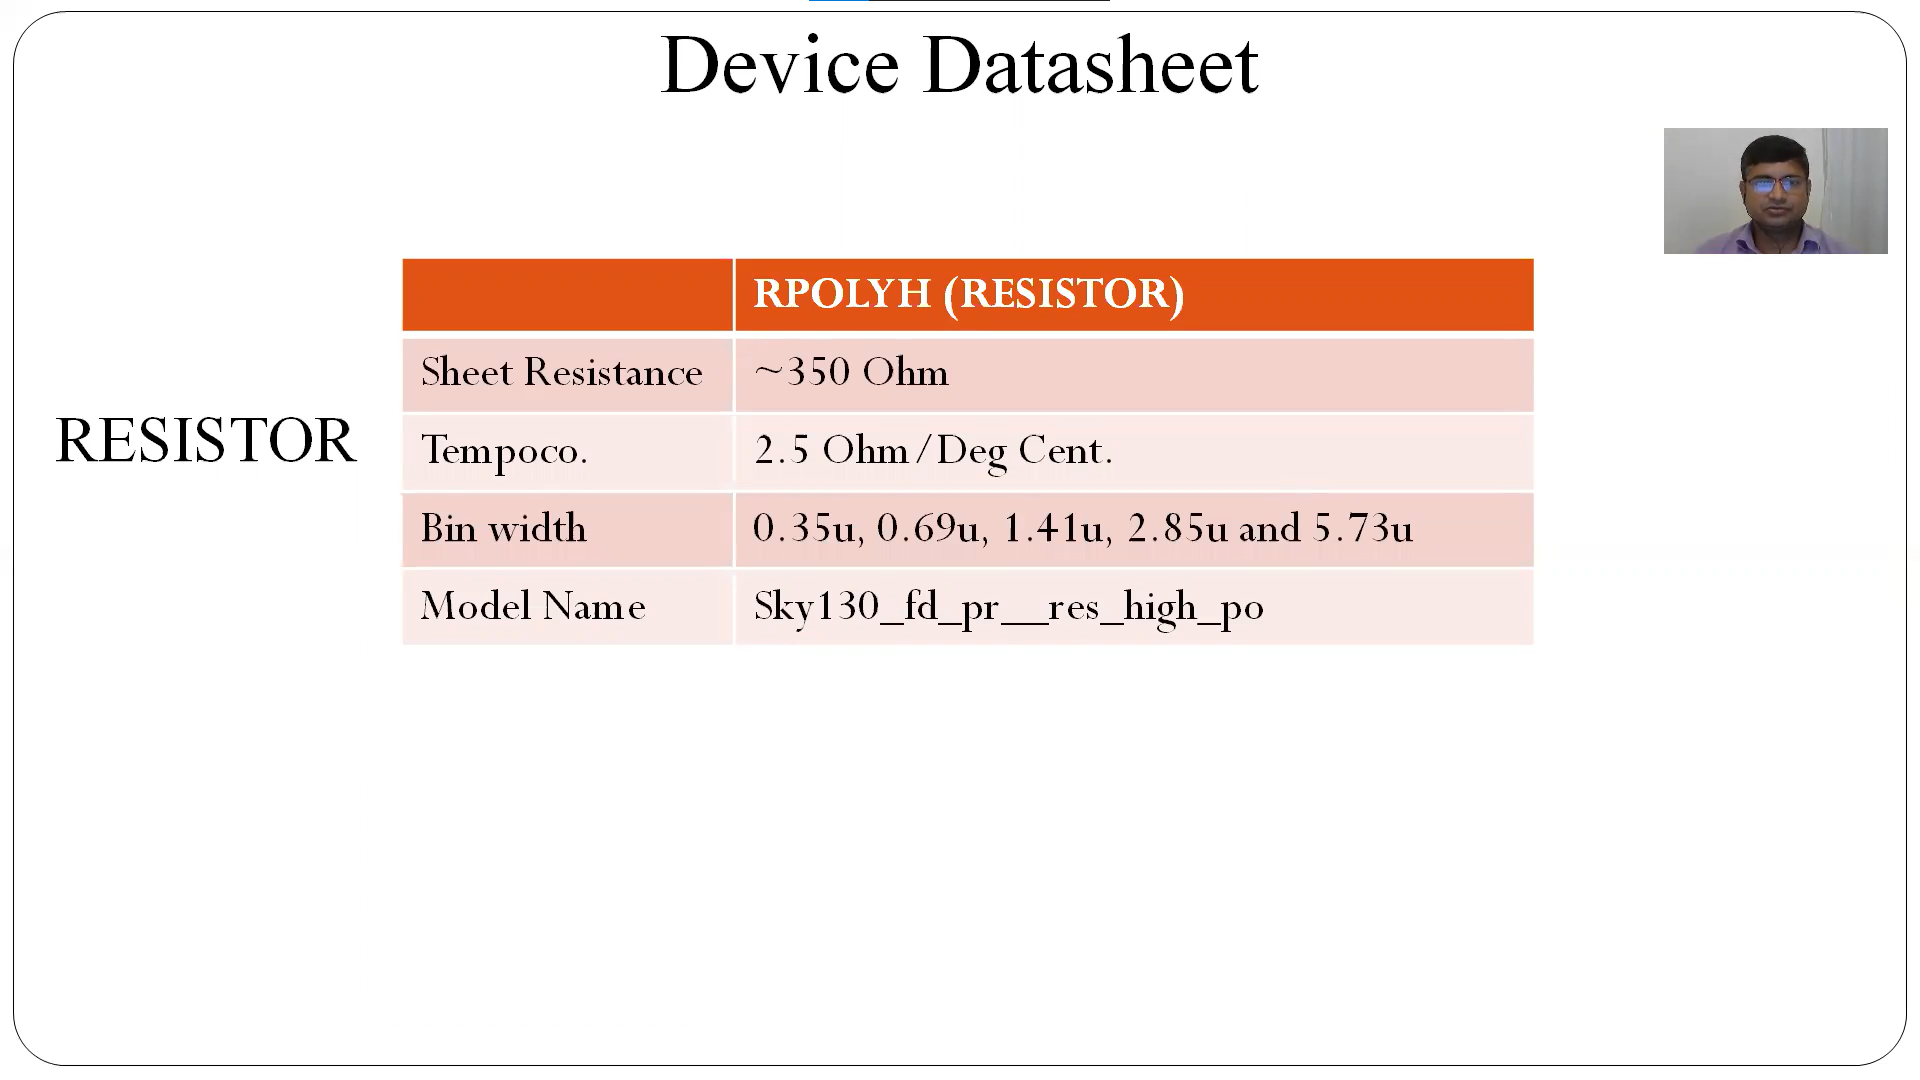 Device Datasheet
RPOLYH (RESISTOR)
Sheet Resistance ~350 Ohm
RESISTOR
Tempoco. 2.5 Ohm/Deg Cent.
Bin width 0.35u, 0.69u, 1.41u, 2.85u and 5.73u
Model Name Sky130_fd_pr__res_high_po